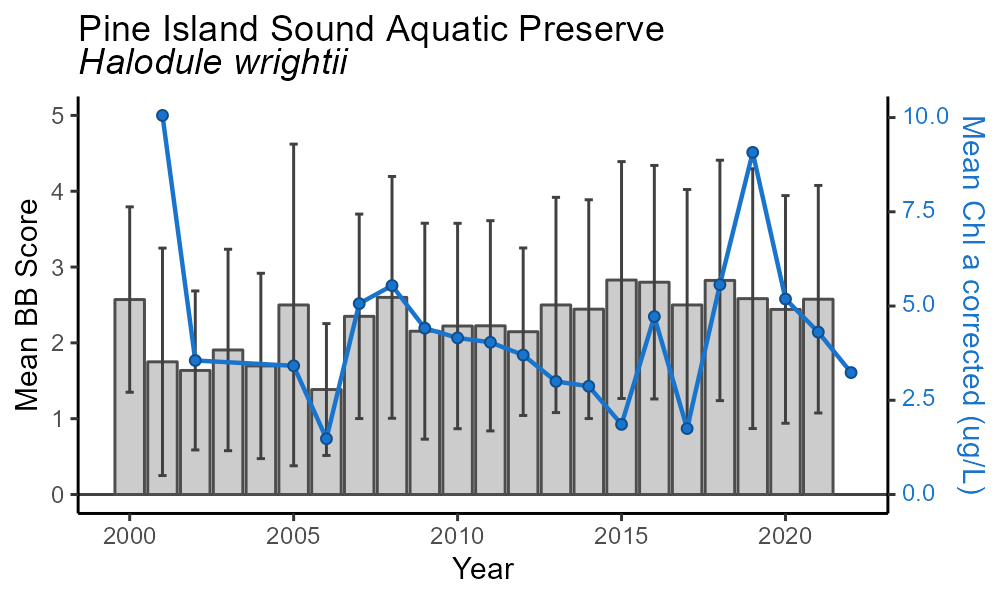 Pine Island Sound Aquatic Preserve
Halodule wrightii
5
4
3
2
1
0
Mean BB Score
10.0
7.5
5.0
2.5
0.0
Mean Chl a corrected (ug/L)
2000 2005 2010 2015 2020
Year